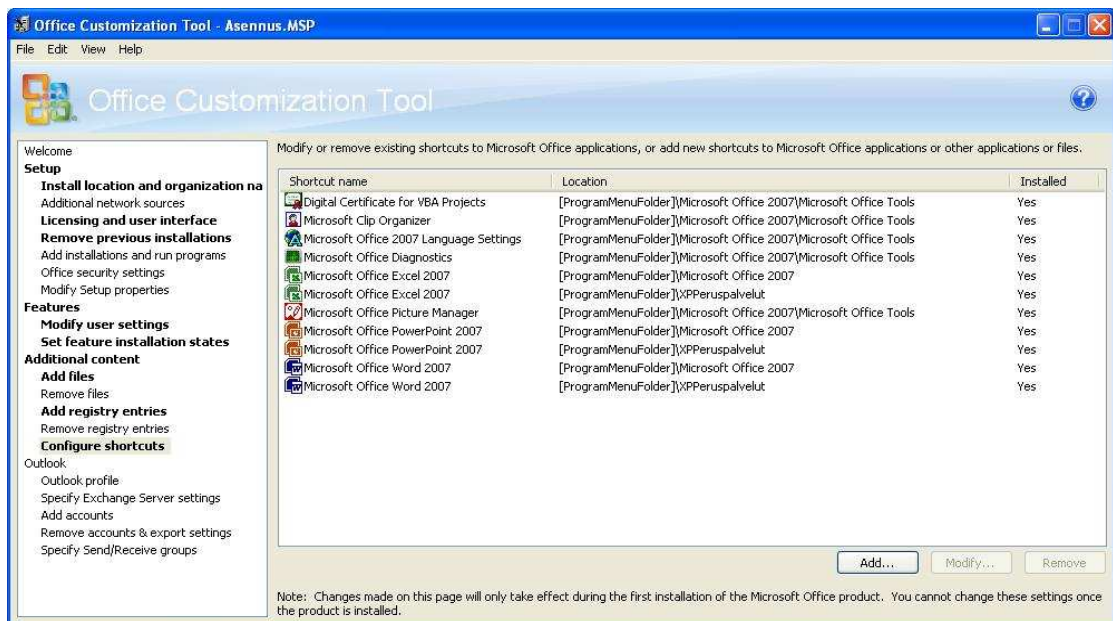 Office Customization Tool - Asennus.MSP
File Edit View Help
Office Customization Tool
Welcome
Setup
Install location and organization na
Additional network sources
Licensing and user interface
Remove previous installations
Add installations and run programs
Office security settings
Modify Setup properties
Features
Modify user settings
Set feature installation states
Additional content
Add files
Remove files
Add registry entries
Remove registry entries
Configure shortcuts
Outlook
Outlook profile
Specify Exchange Server settings
Add accounts
Remove accounts & export settings
Specify Send/Receive groups
Modify or remove existing shortcuts to Microsoft Office applications, or add new shortcuts to Microsoft Office applications or other applications or files.
Shortcut name Location Installed
Digital Certificate for VBA Projects [ProgramMenuFolder]\Microsoft Office 2007\Microsoft Office Tools Yes
Microsoft Clip Organizer [ProgramMenuFolder]\Microsoft Office 2007\Microsoft Office Tools Yes
Microsoft Office 2007 Language Settings [ProgramMenuFolder]\Microsoft Office 2007\Microsoft Office Tools Yes
Microsoft Office Diagnostics [ProgramMenuFolder]\Microsoft Office 2007\Microsoft Office Tools Yes
Microsoft Office Excel 2007 [ProgramMenuFolder]\Microsoft Office 2007 Yes
Microsoft Office Excel 2007 [ProgramMenuFolder]\XPPeruspalvelut Yes
Microsoft Office Picture Manager [ProgramMenuFolder]\Microsoft Office 2007\Microsoft Office Tools Yes
Microsoft Office PowerPoint 2007 [ProgramMenuFolder]\Microsoft Office 2007 Yes
Microsoft Office PowerPoint 2007 [ProgramMenuFolder]\XPPeruspalvelut Yes
Microsoft Office Word 2007 [ProgramMenuFolder]\Microsoft Office 2007 Yes
Microsoft Office Word 2007 [ProgramMenuFolder]\XPPeruspalvelut Yes
Add... Modify... Remove
Note: Changes made on this page will only take effect during the first installation of the Microsoft Office product. You cannot change these settings once
the product is installed.